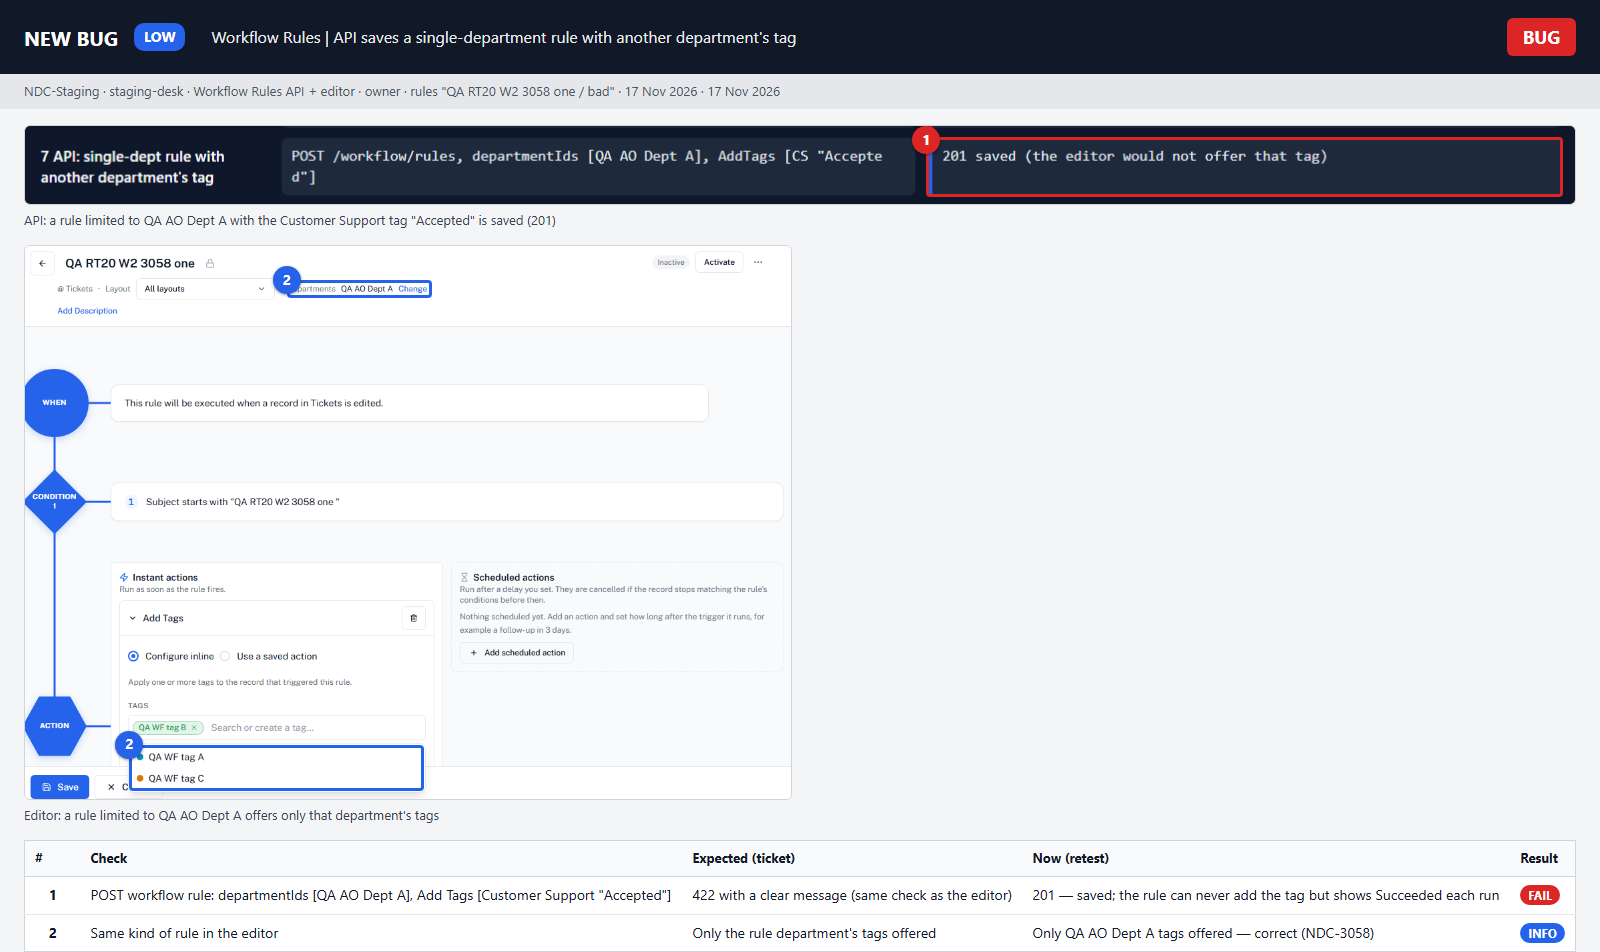 NEW BUG LOW Workflow Rules | API saves a single-department rule with another department's tag BUG
NDC-Staging · staging-desk · Workflow Rules API + editor · owner · rules "QA RT20 W2 3058 one / bad" · 17 Nov 2026 · 17 Nov 2026
1
7 API: single-dept rule with another department's tag
POST /workflow/rules, departmentIds [QA AO Dept A], AddTags [CS "Accepte
d"]
201 saved (the editor would not offer that tag)
API: a rule limited to QA AO Dept A with the Customer Support tag "Accepted" is saved (201)
QA RT20 W2 3058 one Inactive Activate
2
@ Tickets - Layout All layouts partments QA AO Dept A Change
Add Description
WHEN This rule will be executed when a record in Tickets is edited.
CONDITION
1
1 Subject starts with "QA RT20 W2 3058 one "
Instant actions
Run as soon as the rule fires.
Add Tags
Configure inline Use a saved action
Apply one or more tags to the record that triggered this rule.
TAGS
ACTION
QA WF tag B × Search or create a tag...
2
QA WF tag A
QA WF tag C
Scheduled actions
Run after a delay you set. They are cancelled if the record stops matching the rule's
conditions before then.
Nothing scheduled yet. Add an action and set how long after the trigger it runs, for
example a follow-up in 3 days.
+ Add scheduled action
Save × C
Editor: a rule limited to QA AO Dept A offers only that department's tags
# Check Expected (ticket) Now (retest) Result
1 POST workflow rule: departmentIds [QA AO Dept A], Add Tags [Customer Support "Accepted"] 422 with a clear message (same check as the editor) 201 — saved; the rule can never add the tag but shows Succeeded each run FAIL
2 Same kind of rule in the editor Only the rule department's tags offered Only QA AO Dept A tags offered — correct (NDC-3058) INFO